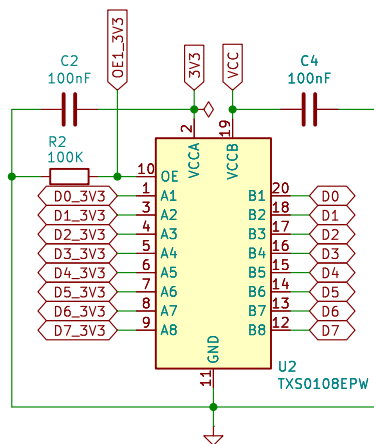 OE1_3V3
3V3
VCC
C2
100nF
C4
100nF
2
19
VCCA
VCCB
R2
100K
10
OE
D0_3V3 1 A1 B1 20 D0
D1_3V3 3 A2 B2 18 D1
D2_3V3 4 A3 B3 17 D2
D3_3V3 5 A4 B4 16 D3
D4_3V3 6 A5 B5 15 D4
D5_3V3 7 A6 B6 14 D5
D6_3V3 8 A7 B7 13 D6
D7_3V3 9 A8 B8 12 D7
GND
11
U2
TXS0108EPW